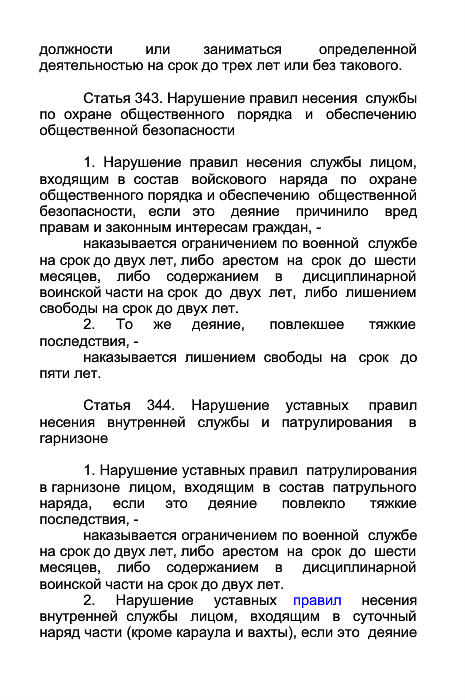 должности или заниматься определенной
деятельностью на срок до трех лет или без такового.
Статья 343. Нарушение правил несения службы
по охране общественного порядка и обеспечению
общественной безопасности
1. Нарушение правил несения службы лицом,
входящим в состав войскового наряда по охране
общественного порядка и обеспечению общественной
безопасности, если это деяние причинило вред
правам и законным интересам граждан, -
наказывается ограничением по военной службе
на срок до двух лет, либо арестом на срок до шести
месяцев, либо содержанием в дисциплинарной
воинской части на срок до двух лет, либо лишением
свободы на срок до двух лет.
2. То же деяние, повлекшее тяжкие
последствия, -
наказывается лишением свободы на срок до
пяти лет.
Статья 344. Нарушение уставных правил
несения внутренней службы и патрулирования в
гарнизоне
1. Нарушение уставных правил патрулирования
в гарнизоне лицом, входящим в состав патрульного
наряда, если это деяние повлекло тяжкие
последствия, -
наказывается ограничением по военной службе
на срок до двух лет, либо арестом на срок до шести
месяцев, либо содержанием в дисциплинарной
воинской части на срок до двух лет.
2. Нарушение уставных правил несения
внутренней службы лицом, входящим в суточный
наряд части (кроме караула и вахты), если это деяние